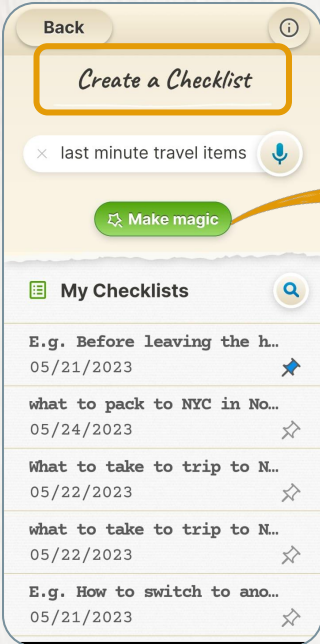 Back
Create a Checklist
last minute travel items
Make magic
My Checklists
E.g. Before leaving the h…
05/21/2023
what to pack to NYC in No…
05/24/2023
What to take to trip to N…
05/22/2023
what to take to trip to N…
05/22/2023
E.g. How to switch to ano…
05/21/2023